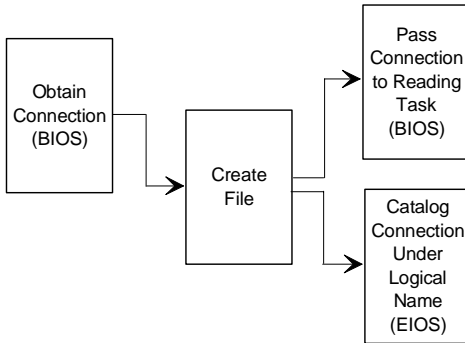 Obtain
Connection
(BIOS)
Create
File
Pass
Connection
to Reading
Task
(BIOS)
Catalog
Connection
Under
Logical
Name
(EIOS)